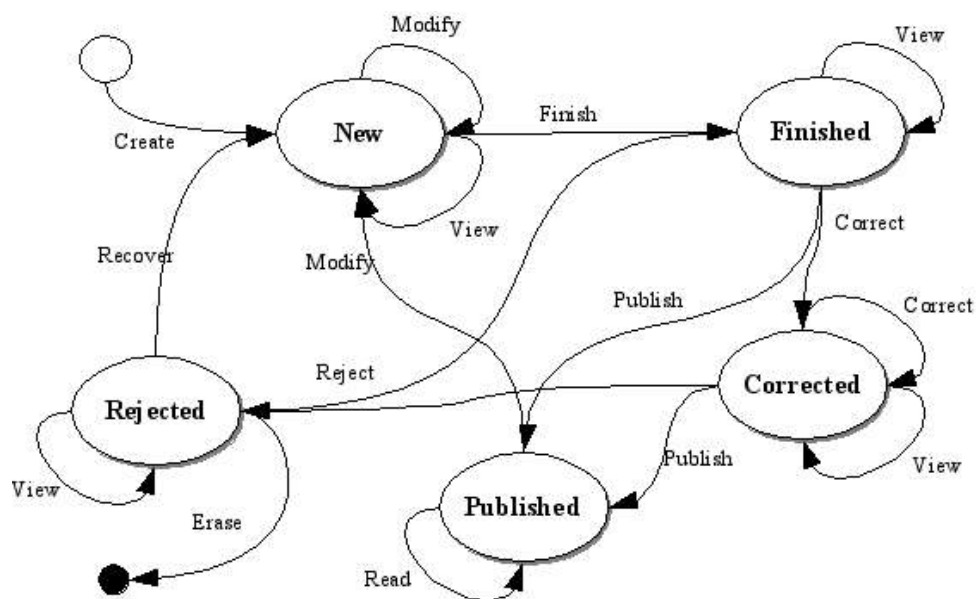 Modify
View
New
Finish
Finished
Create
View
Correct
Recover
Modify
Publish
Correct
Reject
Rejected
Corrected
Publish
View
View
Published
Erase
Read